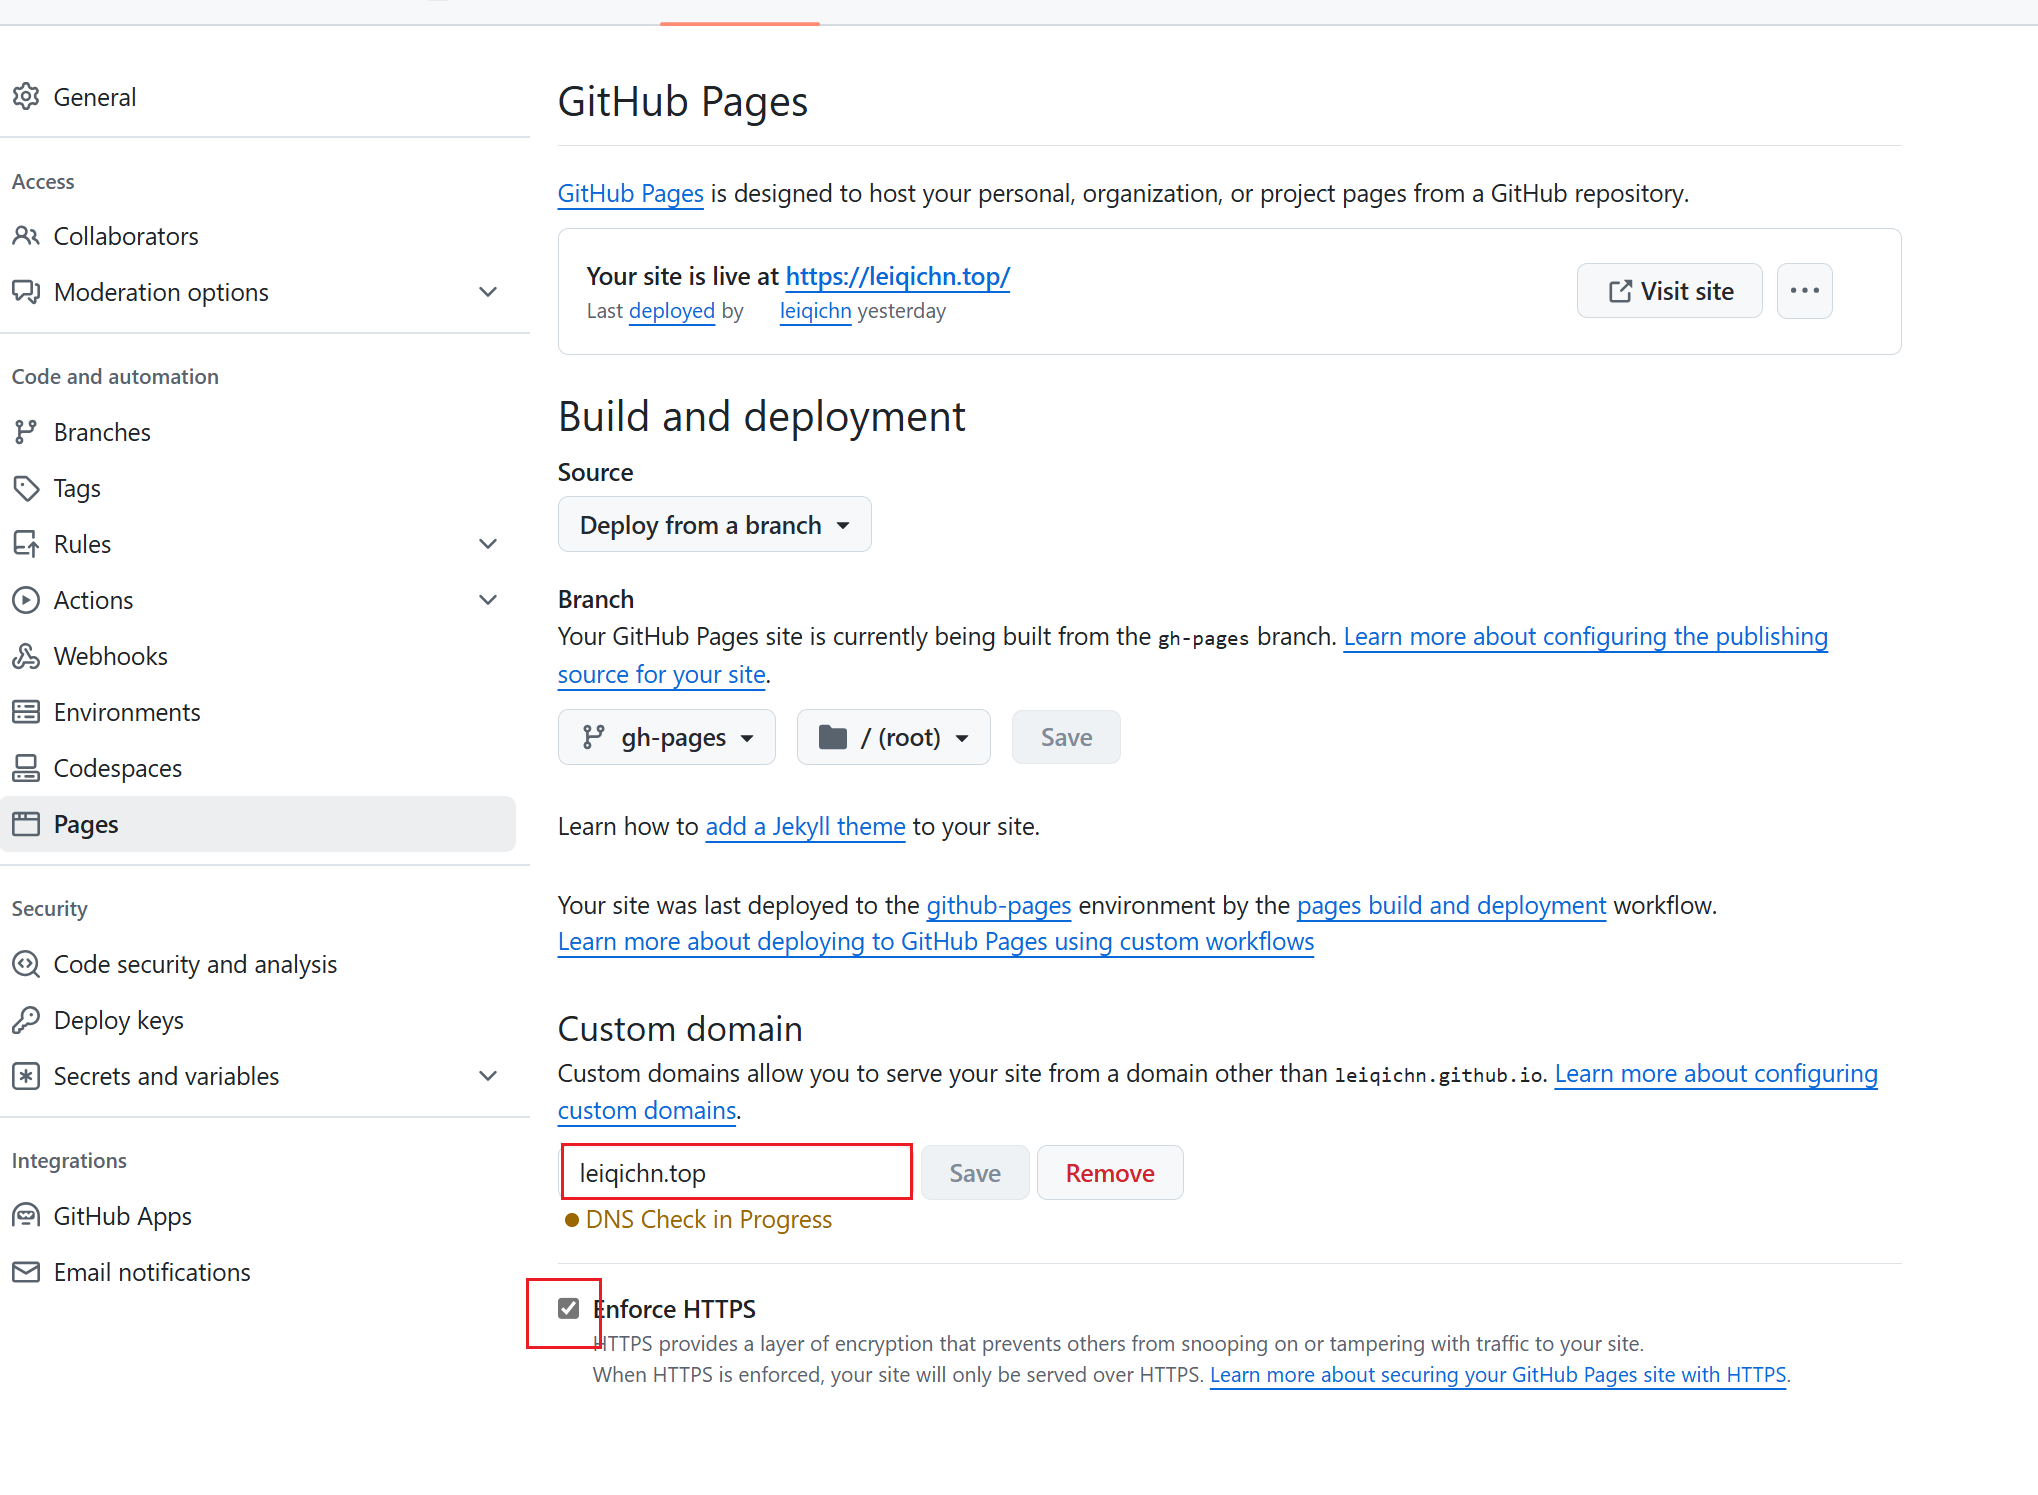 General
Access
Collaborators
Moderation options
Code and automation
Branches
Tags
Rules
Actions
Webhooks
Environments
Codespaces
Pages
Security
Code security and analysis
Deploy keys
Secrets and variables
Integrations
GitHub Apps
Email notifications
GitHub Pages
GitHub Pages is designed to host your personal, organization, or project pages from a GitHub repository.
Your site is live at https://leiqichn.top/
Last deployed by leiqichn yesterday
Visit site
Build and deployment
Source
Deploy from a branch
Branch
Your GitHub Pages site is currently being built from the gh-pages branch. Learn more about configuring the publishing
source for your site.
gh-pages / (root) Save
Learn how to add a Jekyll theme to your site.
Your site was last deployed to the github-pages environment by the pages build and deployment workflow.
Learn more about deploying to GitHub Pages using custom workflows
Custom domain
Custom domains allow you to serve your site from a domain other than leiqichn.github.io. Learn more about configuring
custom domains.
leiqichn.top Save Remove
DNS Check in Progress
Enforce HTTPS
HTTPS provides a layer of encryption that prevents others from snooping on or tampering with traffic to your site.
When HTTPS is enforced, your site will only be served over HTTPS. Learn more about securing your GitHub Pages site with HTTPS.